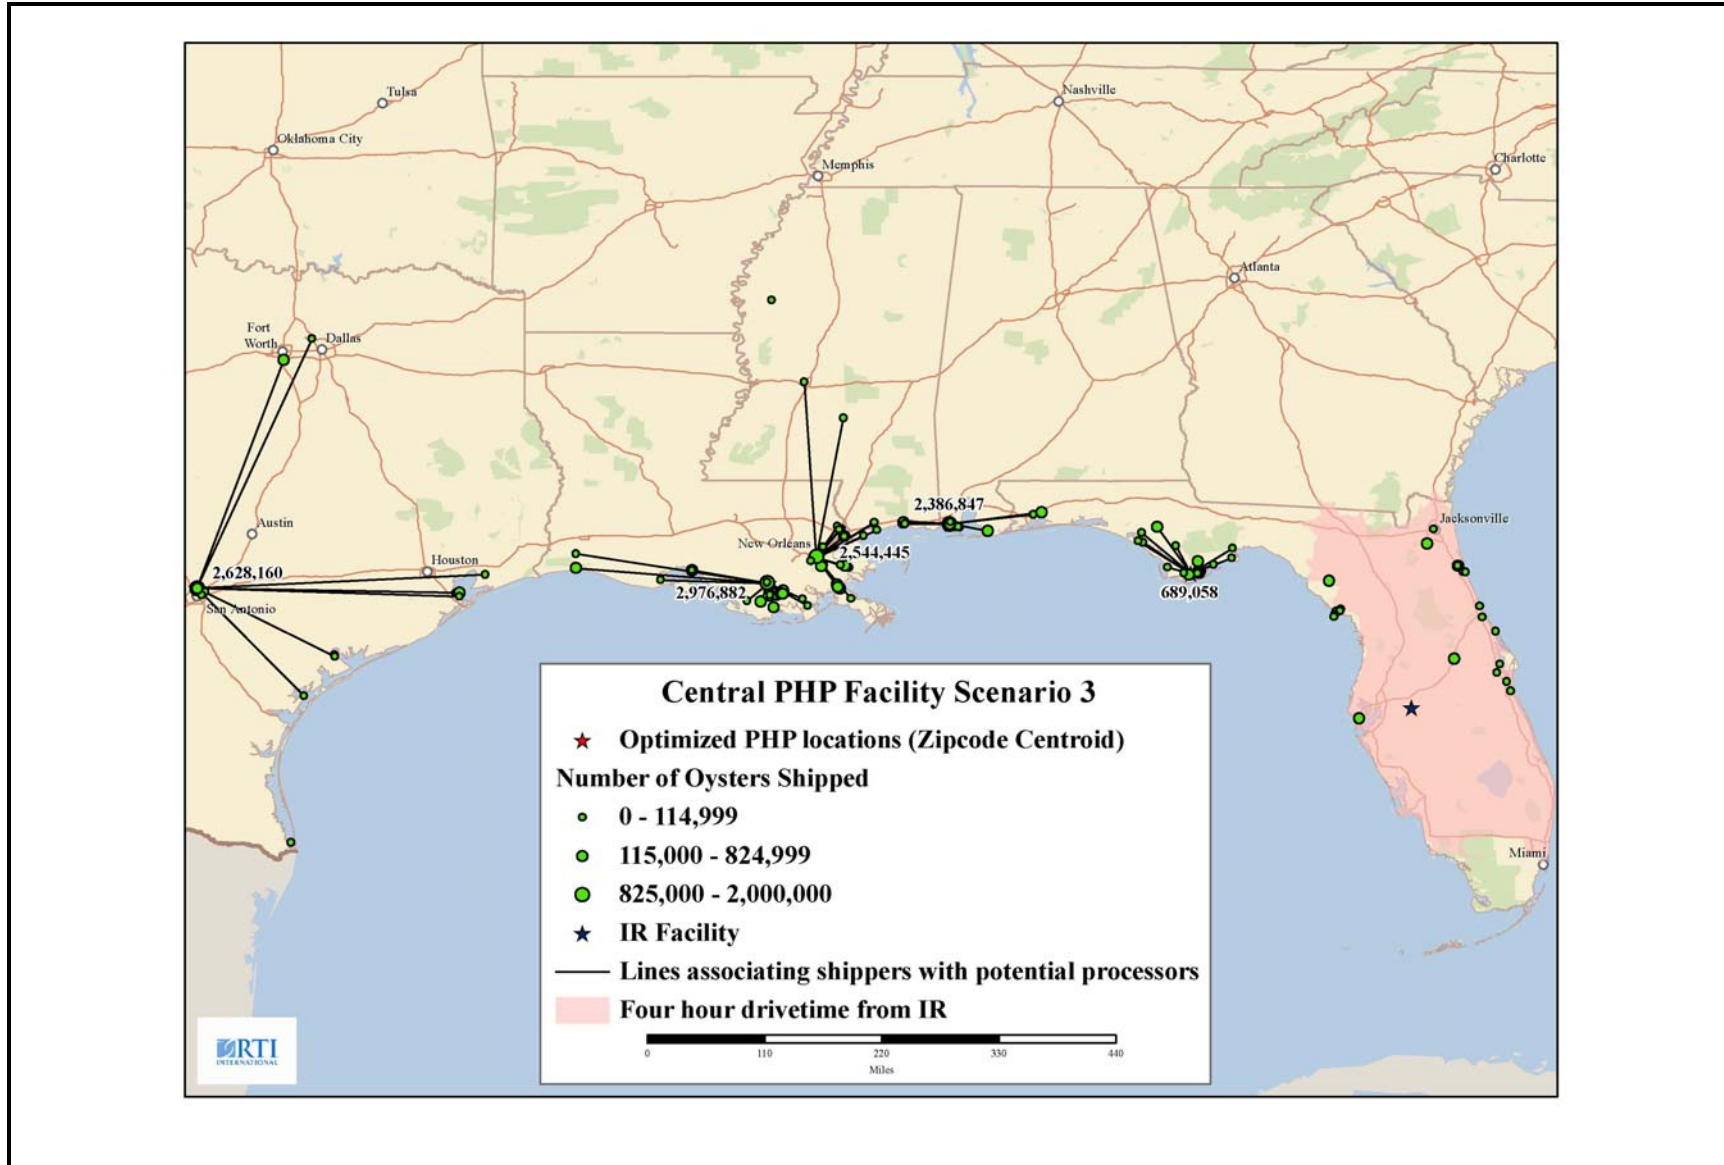 Tulsa
Nashville
Oklahoma City
Charlotte
Memphis
Atlanta
Fort
Worth
Dallas
Austin
2,386,847
Jacksonville
New Orleans
2,544,445
Houston
2,628,160
2,976,882
689,058
San Antonio
Miami
Central PHP Facility Scenario 3
Optimized PHP locations (Zipcode Centroid)
Number of Oysters Shipped
0 - 114,999
115,000 - 824,999
825,000 - 2,000,000
IR Facility
Lines associating shippers with potential processors
Four hour drivetime from IR
0 110 220 330 440
Miles
RTI
INTERNATIONAL